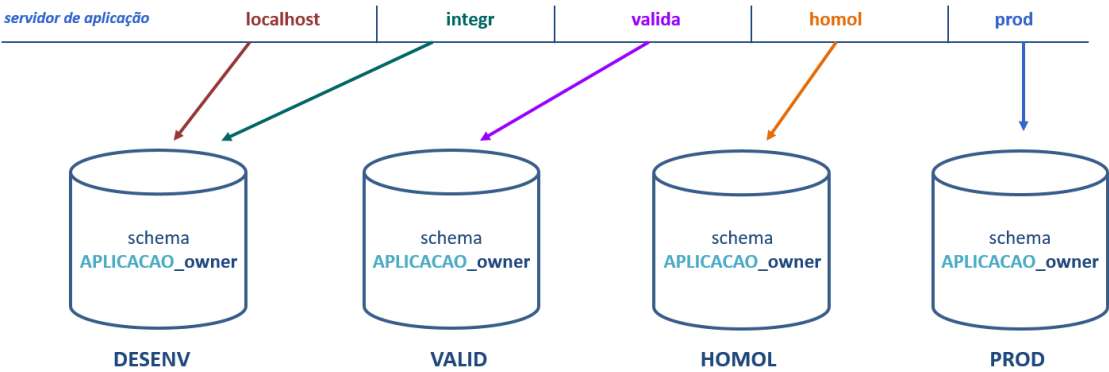 servidor de aplicação localhost integr valida homol prod
schema schema schema schema
APLICACAO_owner APLICACAO_owner APLICACAO_owner APLICACAO_owner
DESENV VALID HOMOL PROD